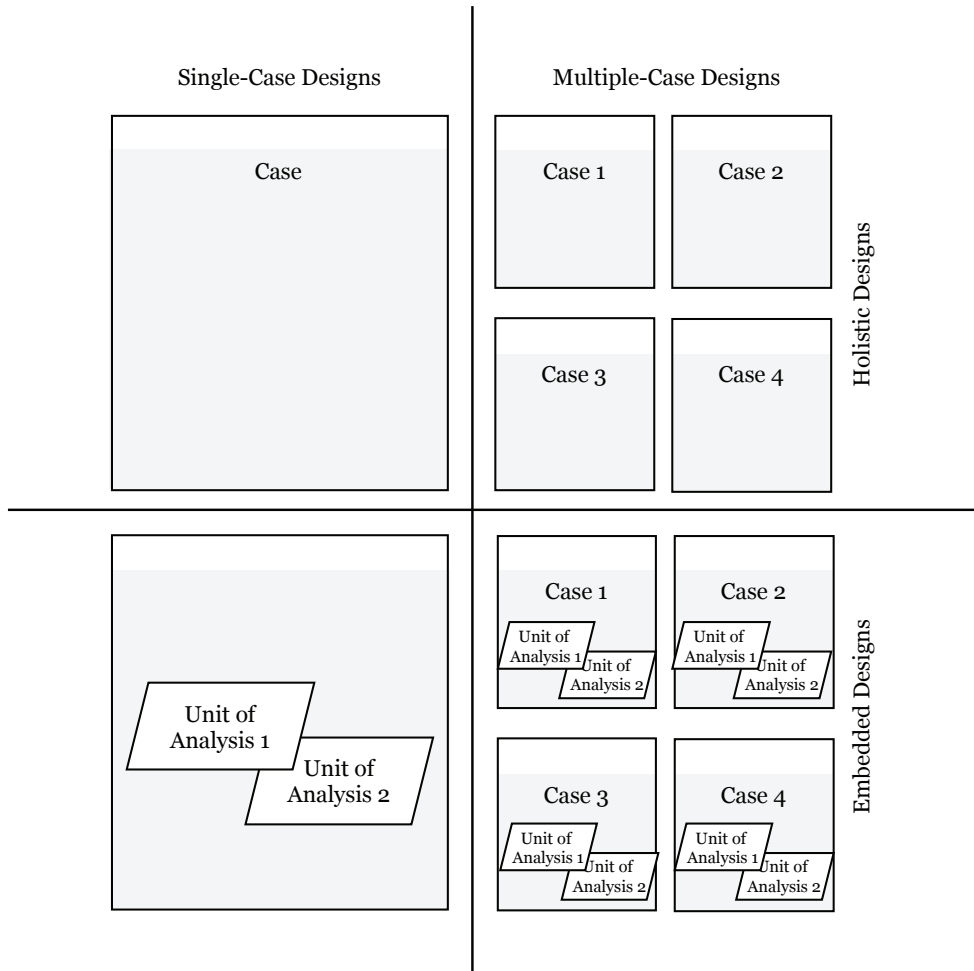 Single-Case Designs
Multiple-Case Designs
Case
Case 1
Case 2
Case 3
Case 4
Holistic Designs
Unit of
Analysis 1
Unit of
Analysis 2
Case 1
Unit of
Analysis 1
Unit of
Analysis 2
Case 2
Unit of
Analysis 1
Unit of
Analysis 2
Case 3
Unit of
Analysis 1
Unit of
Analysis 2
Case 4
Unit of
Analysis 1
Unit of
Analysis 2
Embedded Designs